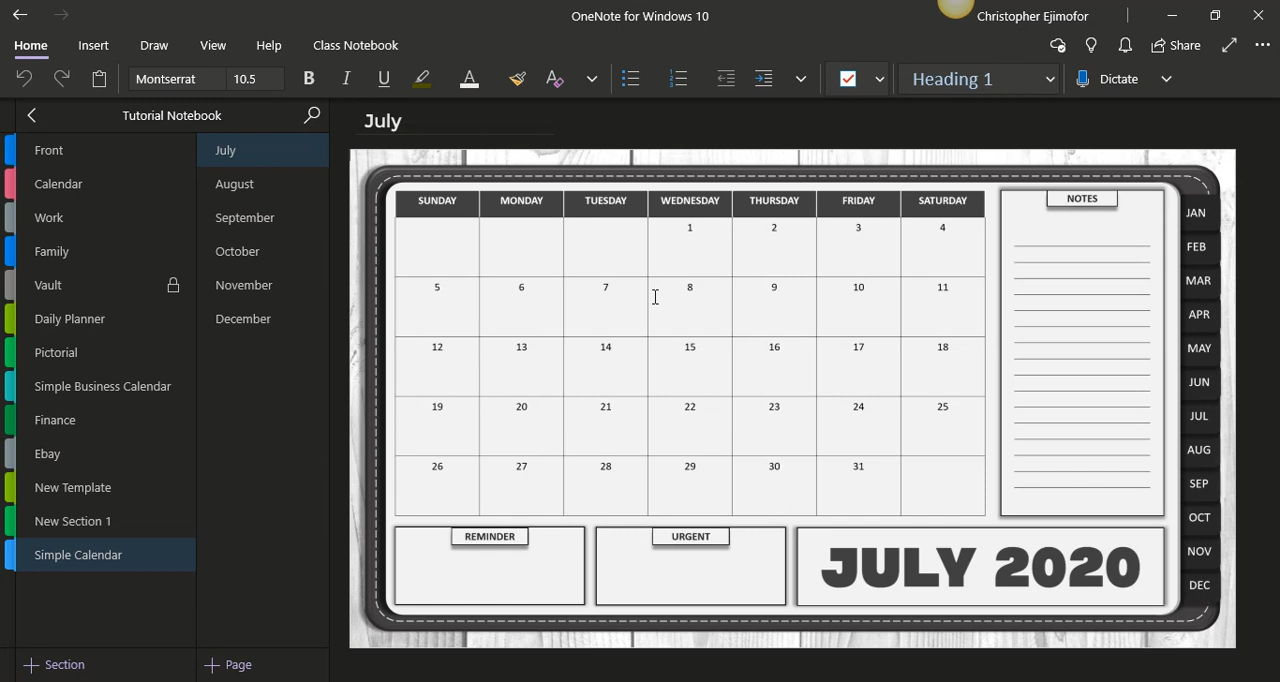 OneNote for Windows 10
Christopher Ejimofor
Home Insert Draw View Help Class Notebook
Share
Montserrat 10.5 B I U A A Heading 1 Dictate
Tutorial Notebook
Front
Calendar
Work
Family
Vault
Daily Planner
Pictorial
Simple Business Calendar
Finance
Ebay
New Template
New Section 1
Simple Calendar
Section
July
August
September
October
November
December
Page
July
SUNDAY MONDAY TUESDAY WEDNESDAY THURSDAY FRIDAY SATURDAY
1 2 3 4
5 6 7 8 9 10 11
12 13 14 15 16 17 18
19 20 21 22 23 24 25
26 27 28 29 30 31
NOTES
REMINDER
URGENT
JULY 2020
JAN
FEB
MAR
APR
MAY
JUN
JUL
AUG
SEP
OCT
NOV
DEC